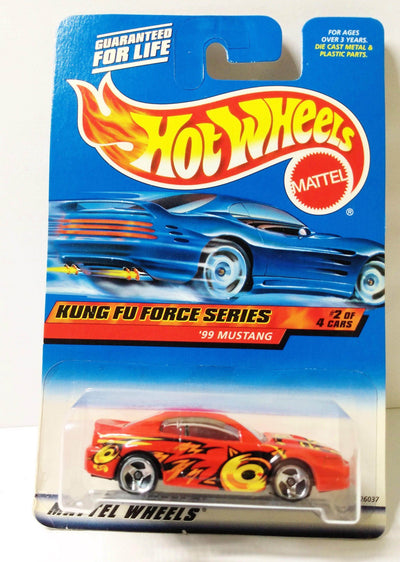 GUARANTEED
FOR LIFE
FOR AGES
OVER 3 YEARS.
DIE CAST METAL &
PLASTIC PARTS.
HOT WHEELS
MATTEL
®
KUNG FU FORCE SERIES
#2 OF
4 CARS
'99 MUSTANG
26037
MATTEL WHEELS